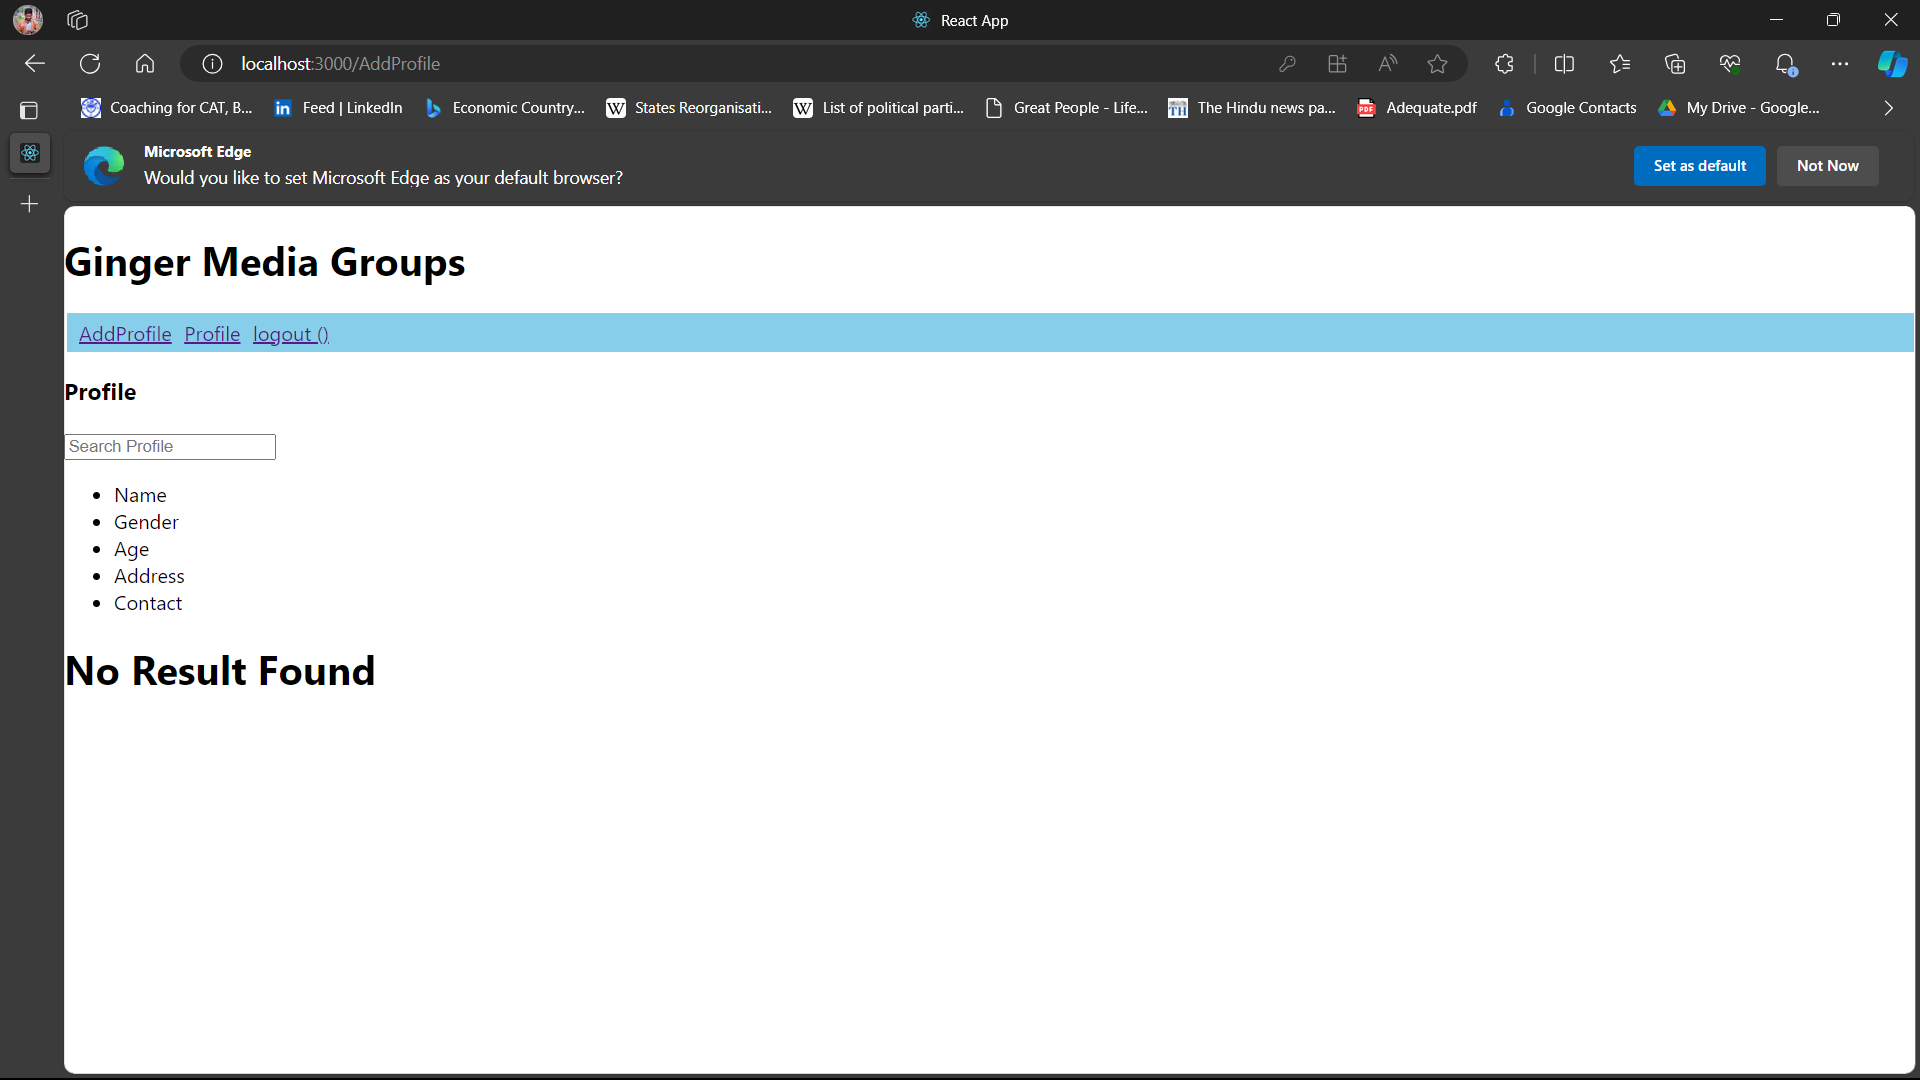 React App
localhost:3000/AddProfile
Coaching for CAT, B... Feed | LinkedIn Economic Country... States Reorganisati... List of political parti... Great People - Life... The Hindu news pa... Adequate.pdf Google Contacts My Drive - Google...
Microsoft Edge
Would you like to set Microsoft Edge as your default browser?
Set as default Not Now
Ginger Media Groups
AddProfile Profile logout ()
Profile
Search Profile
Name
Gender
Age
Address
Contact
No Result Found